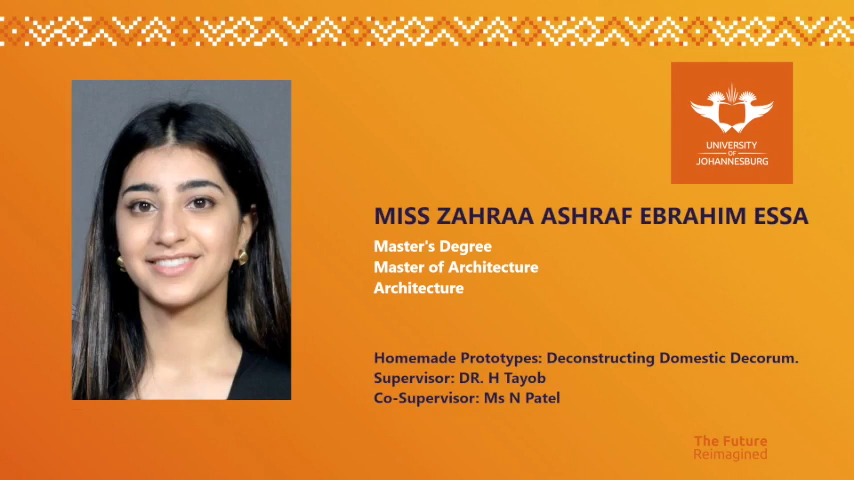 UNIVERSITY
OF
JOHANNESBURG
MISS ZAHRAA ASHRAF EBRAHIM ESSA
Master's Degree
Master of Architecture
Architecture
Homemade Prototypes: Deconstructing Domestic Decorum.
Supervisor: DR. H Tayob
Co-Supervisor: Ms N Patel
The Future
Reimagined